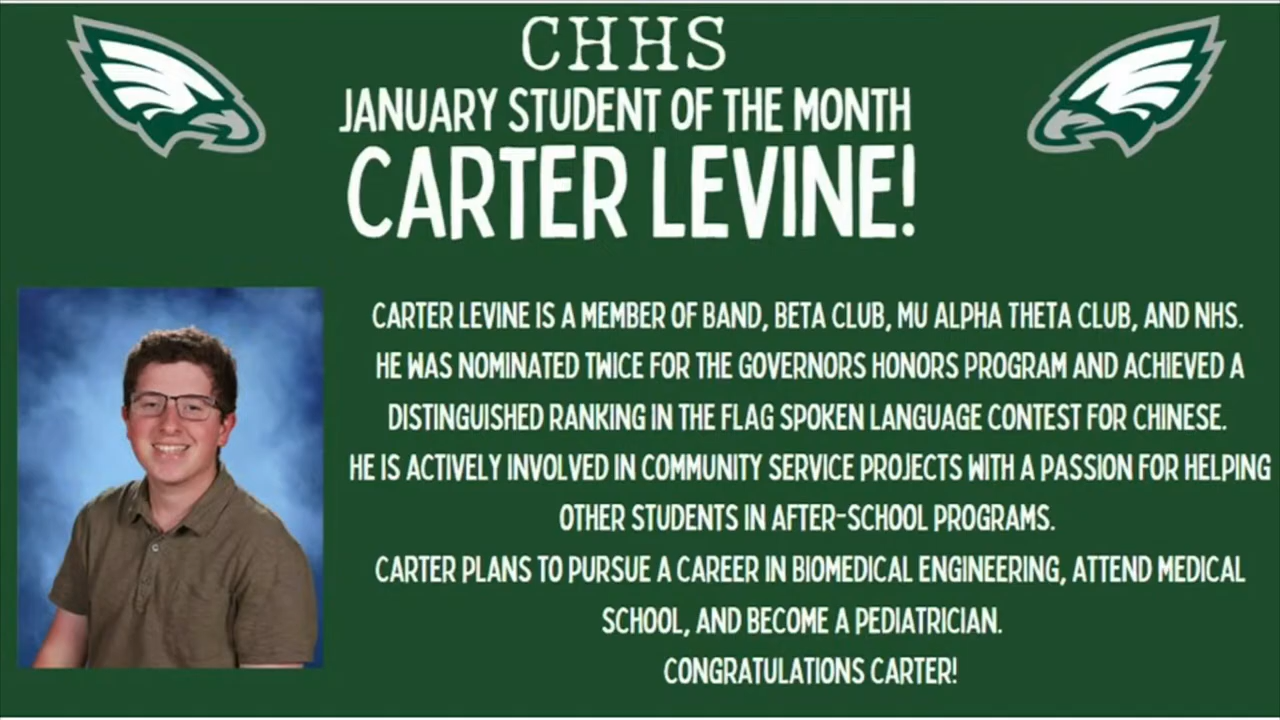 CHHS
JANUARY STUDENT OF THE MONTH
CARTER LEVINE!
CARTER LEVINE IS A MEMBER OF BAND, BETA CLUB, MU ALPHA THETA CLUB, AND NHS.
HE WAS NOMINATED TWICE FOR THE GOVERNORS HONORS PROGRAM AND ACHIEVED A
DISTINGUISHED RANKING IN THE FLAG SPOKEN LANGUAGE CONTEST FOR CHINESE.
HE IS ACTIVELY INVOLVED IN COMMUNITY SERVICE PROJECTS WITH A PASSION FOR HELPING
OTHER STUDENTS IN AFTER-SCHOOL PROGRAMS.
CARTER PLANS TO PURSUE A CAREER IN BIOMEDICAL ENGINEERING, ATTEND MEDICAL
SCHOOL, AND BECOME A PEDIATRICIAN.
CONGRATULATIONS CARTER!